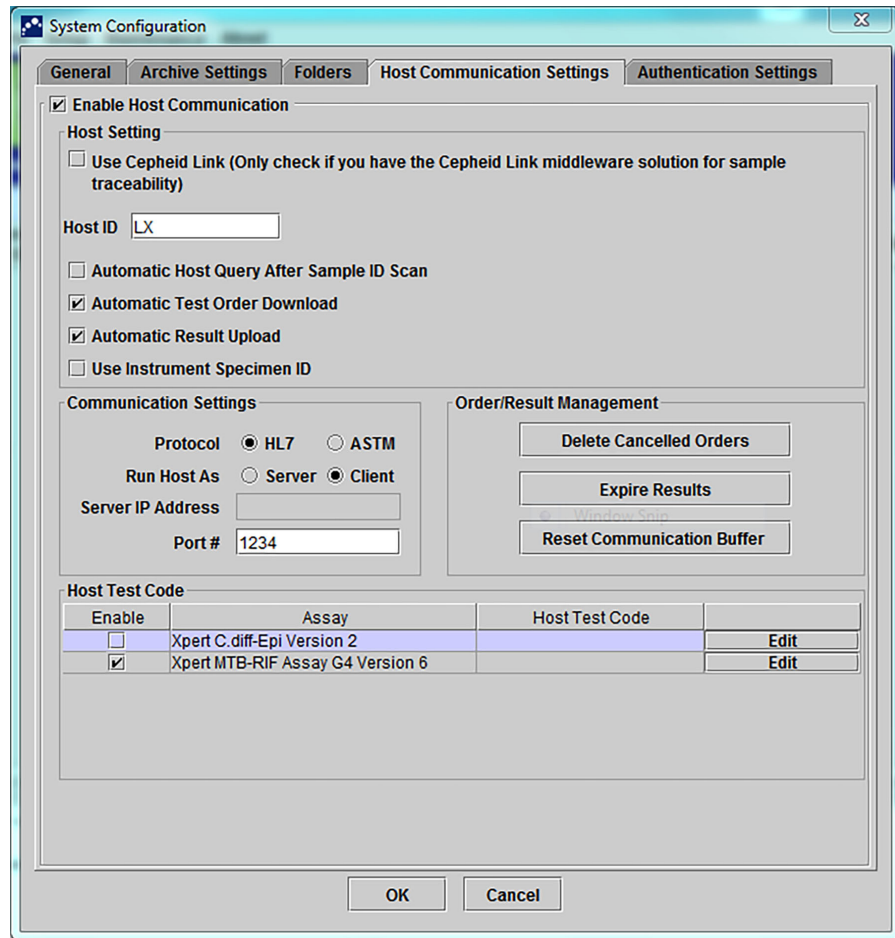 System Configuration
General Archive Settings Folders Host Communication Settings Authentication Settings
Enable Host Communication
Host Setting
Use Cepheid Link (Only check if you have the Cepheid Link middleware solution for sample
traceability)
Host ID LX
Automatic Host Query After Sample ID Scan
Automatic Test Order Download
Automatic Result Upload
Use Instrument Specimen ID
Communication Settings
Protocol HL7 ASTM
Run Host As Server Client
Server IP Address
Port # 1234
Order/Result Management
Delete Cancelled Orders
Expire Results
Window Snip
Reset Communication Buffer
Host Test Code
Enable Assay Host Test Code
Xpert C.diff-Epi Version 2 Edit
Xpert MTB-RIF Assay G4 Version 6 Edit
OK Cancel